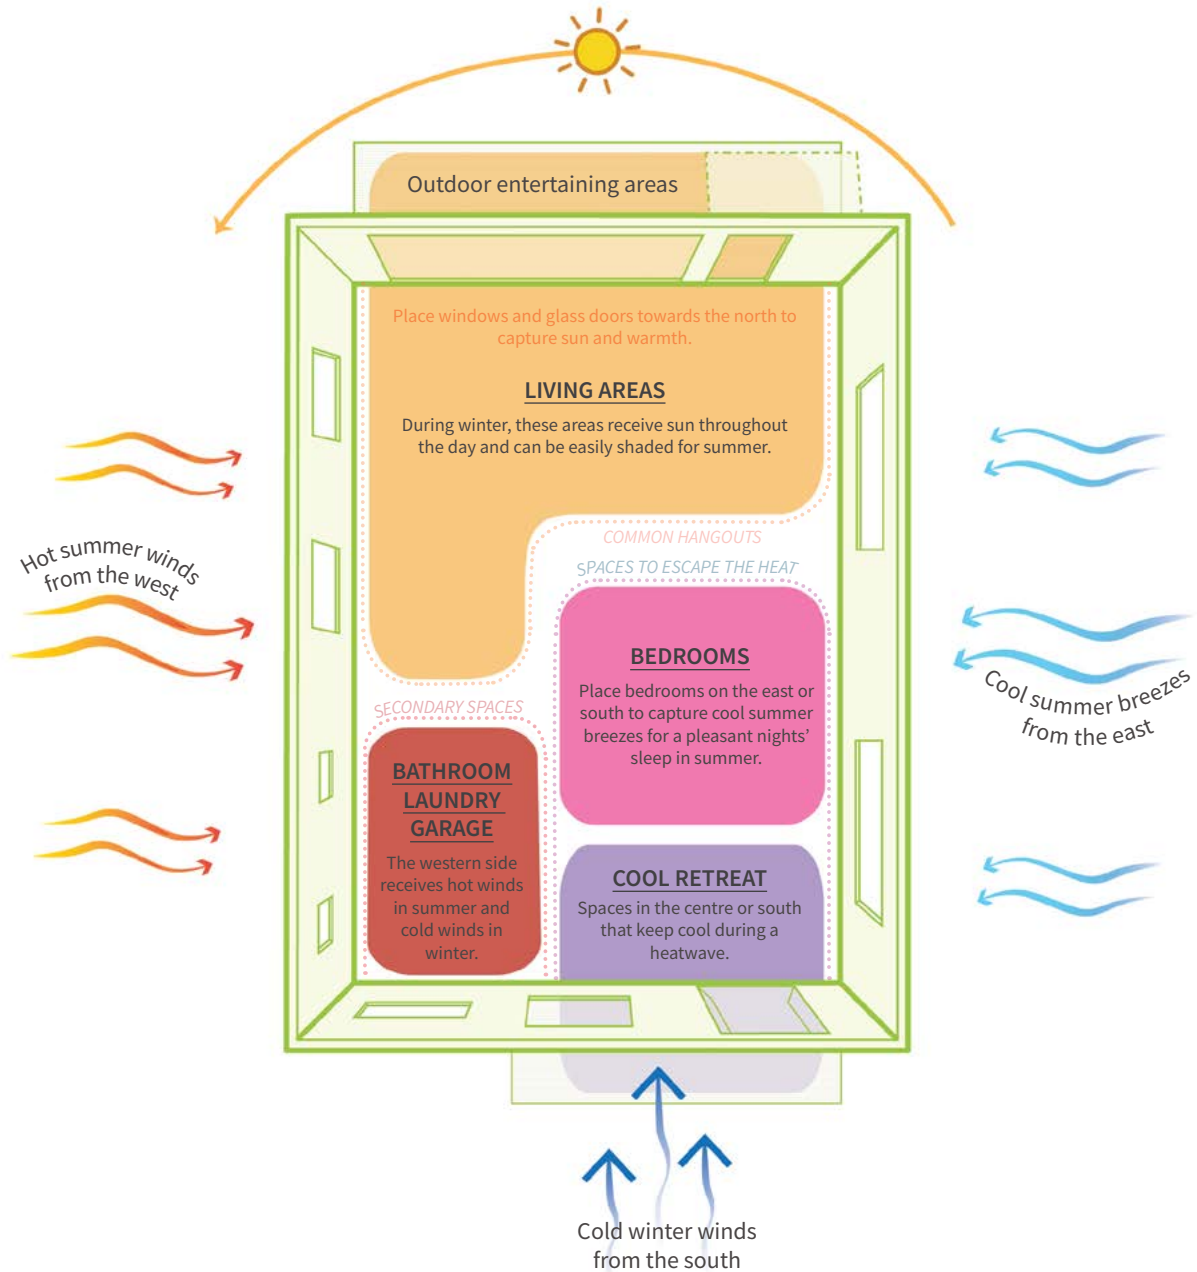 Outdoor entertaining areas
Place windows and glass doors towards the north to
capture sun and warmth.
LIVING AREAS
During winter, these areas receive sun throughout
the day and can be easily shaded for summer.
Hot summer winds
from the west
COMMON HANGOUTS
SPACES TO ESCAPE THE HEAT
BEDROOMS
Place bedrooms on the east or
south to capture cool summer
breezes for a pleasant nights’
sleep in summer.
Cool summer breezes
from the east
SECONDARY SPACES
BATHROOM
LAUNDRY
GARAGE
The western side
receives hot winds
in summer and
cold winds in
winter.
COOL RETREAT
Spaces in the centre or south
that keep cool during a
heatwave.
Cold winter winds
from the south